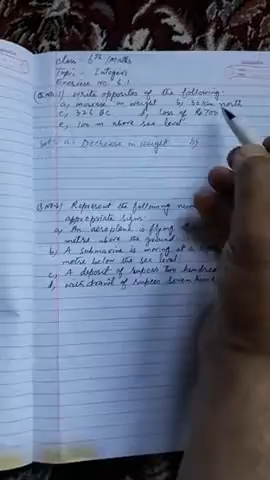 Class - 6th / Maths
Topic - Integers
Exercise No. 6.1
Q No. 1) Write opposites of the following:
a, increase in weight b) 32 km north
c, 326 BC d, loss of Rs 700
e, 100 m above sea level
Sol: a. Decrease in weight b)
Q No. 2) Represent the following
appropriate signs:
a) An aeroplane is flying
metre above the ground
b) A submarine is moving at a
metre below the sea level.
c, A deposit of rupees two hundred
d, Withdrawl of rupees seven